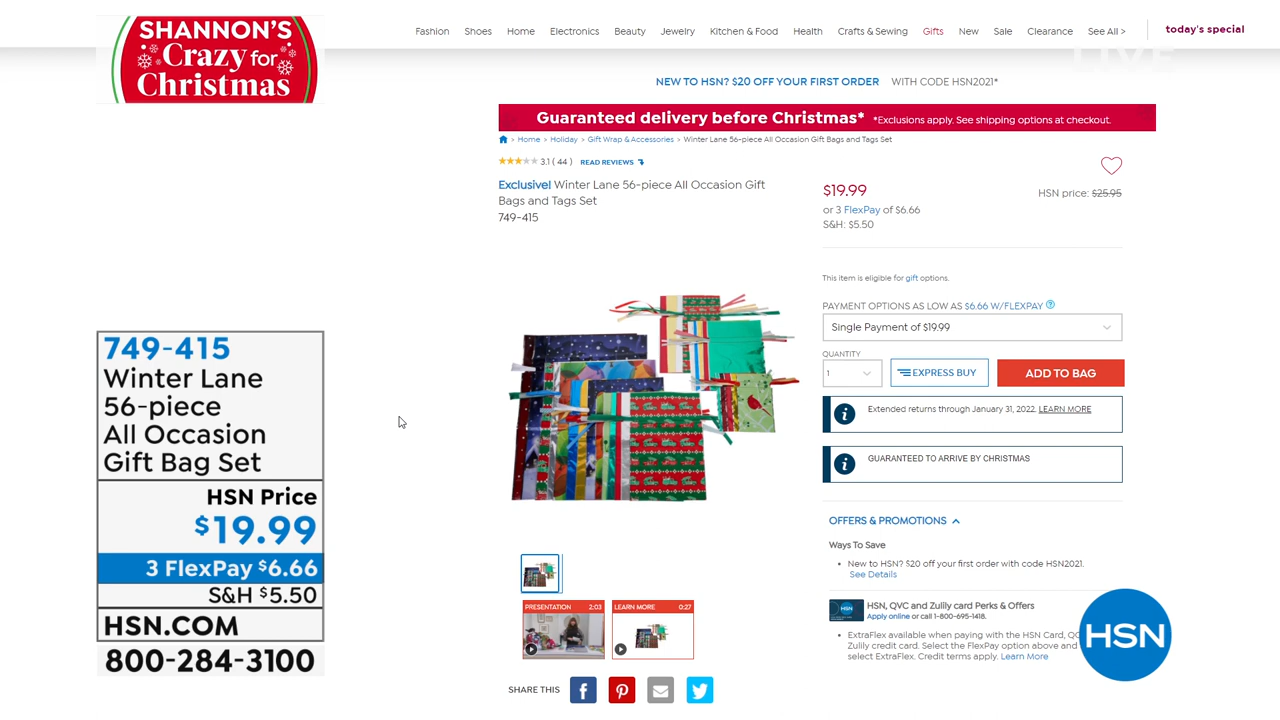 SHANNON'S
Crazy for
Christmas
Fashion Shoes Home Electronics Beauty Jewelry Kitchen & Food Health Crafts & Sewing Gifts New Sale Clearance See All > today's special
LIVE
NEW TO HSN? $20 OFF YOUR FIRST ORDER WITH CODE HSN2021*
Guaranteed delivery before Christmas* *Exclusions apply. See shipping options at checkout.
> Home > Holiday > Gift Wrap & Accessories > Winter Lane 56-piece All Occasion Gift Bags and Tags Set
3.1 ( 44 ) READ REVIEWS
Exclusive! Winter Lane 56-piece All Occasion Gift
Bags and Tags Set
749-415
$19.99 HSN price: $25.95
or 3 FlexPay of $6.66
S&H: $5.50
This item is eligible for gift options.
PAYMENT OPTIONS AS LOW AS $6.66 W/FLEXPAY ?
Single Payment of $19.99
QUANTITY
1 EXPRESS BUY ADD TO BAG
Extended returns through January 31, 2022. LEARN MORE
GUARANTEED TO ARRIVE BY CHRISTMAS
OFFERS & PROMOTIONS
Ways To Save
• New to HSN? $20 off your first order with code HSN2021.
See Details
HSN, QVC and Zulily card Perks & Offers
Apply online or call 1-800-695-1418.
• ExtraFlex available when paying with the HSN Card,
Zulily credit card. Select the FlexPay option above and
select ExtraFlex. Credit terms apply. Learn More
HSN
749-415
Winter Lane
56-piece
All Occasion
Gift Bag Set
HSN Price
$19.99
3 FlexPay $6.66
S&H $5.50
HSN.COM
800-284-3100
PRESENTATION 2:03
LEARN MORE 0:27
SHARE THIS